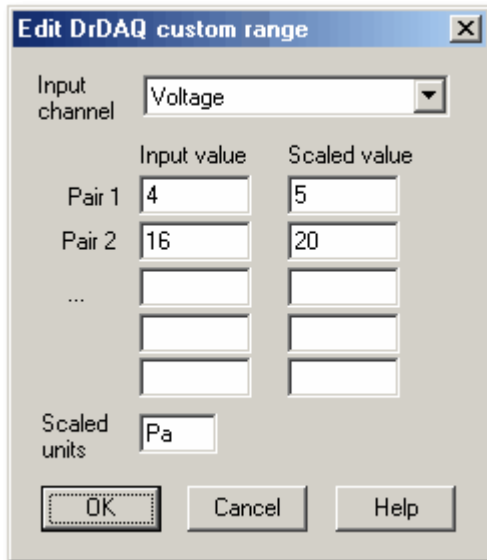 Edit DrDAQ custom range
Input channel
Voltage
Input value Scaled value
Pair 1 4 5
Pair 2 16 20
...
Scaled units
Pa
OK Cancel Help